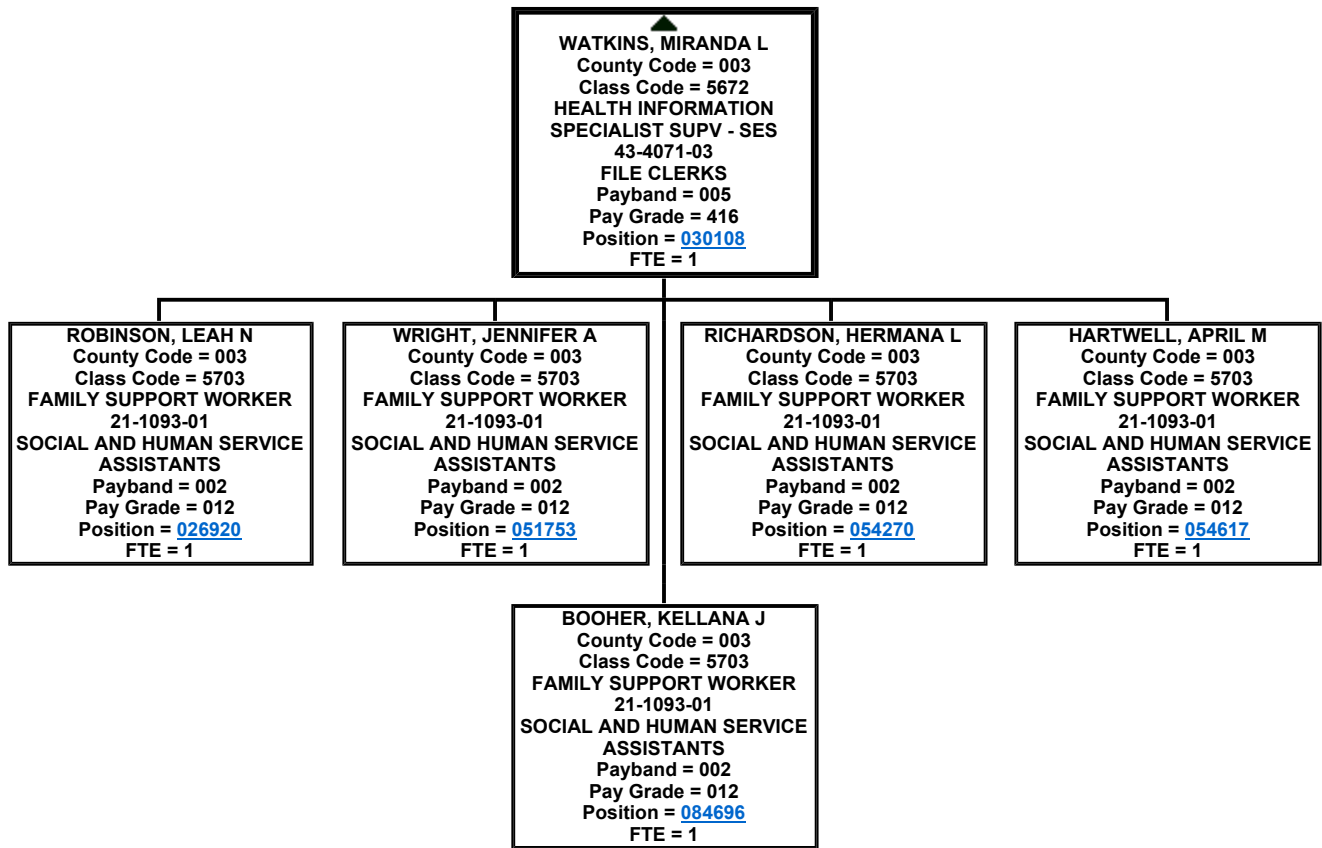 WATKINS, MIRANDA L
County Code = 003
Class Code = 5672
HEALTH INFORMATION
SPECIALIST SUPV - SES
43-4071-03
FILE CLERKS
Payband = 005
Pay Grade = 416
Position = 030108
FTE = 1
ROBINSON, LEAH N
County Code = 003
Class Code = 5703
FAMILY SUPPORT WORKER
21-1093-01
SOCIAL AND HUMAN SERVICE
ASSISTANTS
Payband = 002
Pay Grade = 012
Position = 026920
FTE = 1
WRIGHT, JENNIFER A
County Code = 003
Class Code = 5703
FAMILY SUPPORT WORKER
21-1093-01
SOCIAL AND HUMAN SERVICE
ASSISTANTS
Payband = 002
Pay Grade = 012
Position = 051753
FTE = 1
RICHARDSON, HERMANA L
County Code = 003
Class Code = 5703
FAMILY SUPPORT WORKER
21-1093-01
SOCIAL AND HUMAN SERVICE
ASSISTANTS
Payband = 002
Pay Grade = 012
Position = 054270
FTE = 1
HARTWELL, APRIL M
County Code = 003
Class Code = 5703
FAMILY SUPPORT WORKER
21-1093-01
SOCIAL AND HUMAN SERVICE
ASSISTANTS
Payband = 002
Pay Grade = 012
Position = 054617
FTE = 1
BOOHER, KELLANA J
County Code = 003
Class Code = 5703
FAMILY SUPPORT WORKER
21-1093-01
SOCIAL AND HUMAN SERVICE
ASSISTANTS
Payband = 002
Pay Grade = 012
Position = 084696
FTE = 1